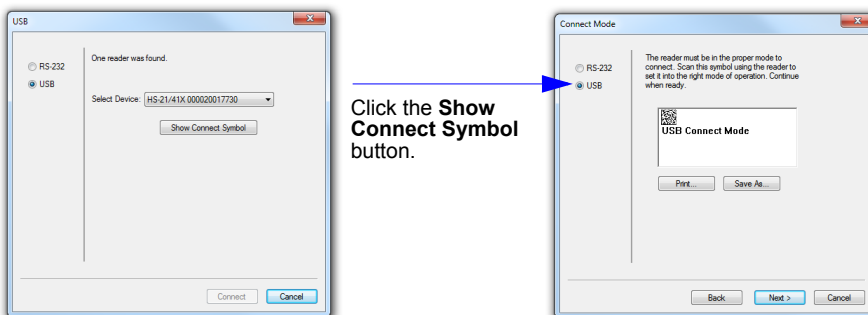 USB
RS-232
USB
One reader was found.
Select Device: HS-21/41X 000020017730
Show Connect Symbol
Connect
Cancel
Click the Show
Connect Symbol
button.
Connect Mode
RS-232
USB
The reader must be in the proper mode to
connect. Scan this symbol using the reader to
set it into the right mode of operation. Continue
when ready.
USB Connect Mode
Print...
Save As...
Back
Next >
Cancel